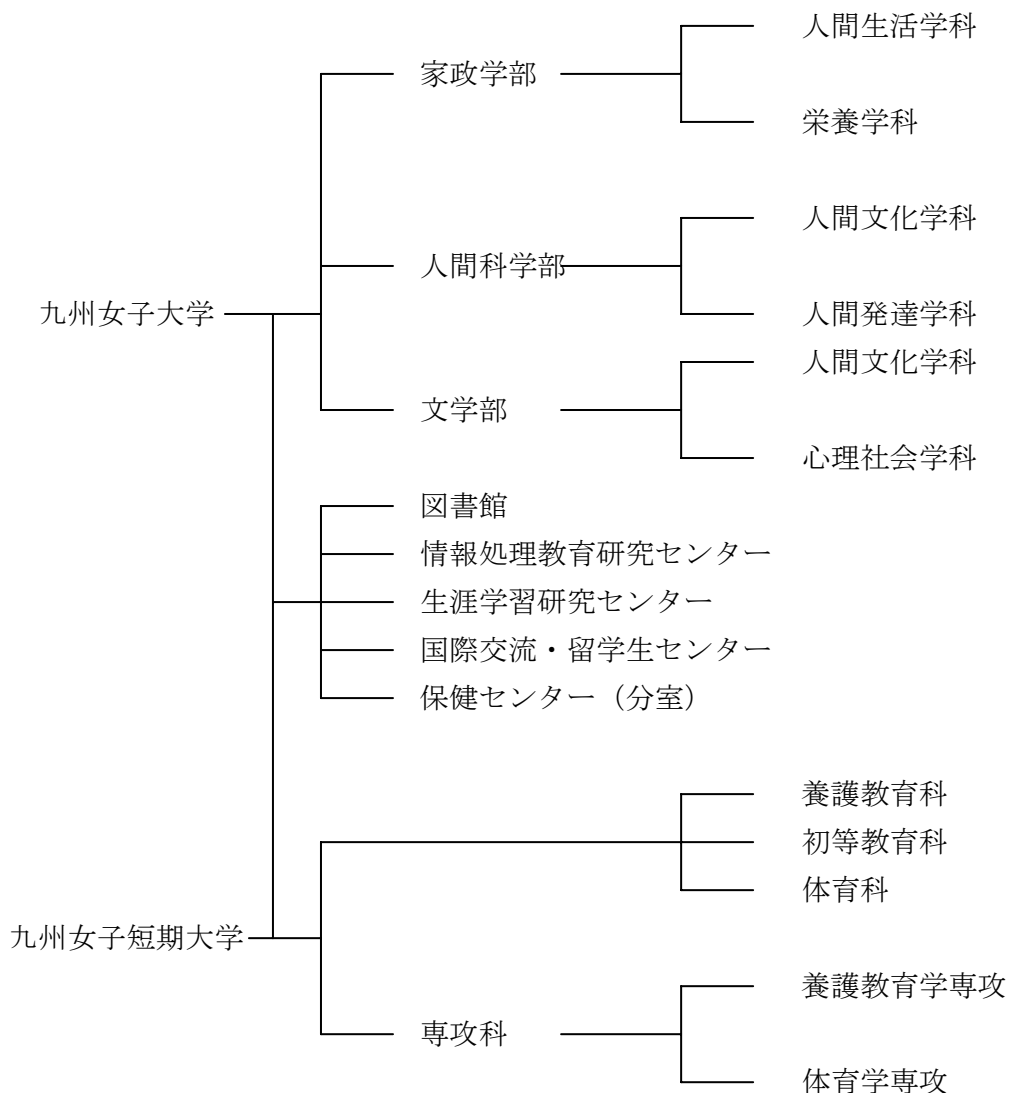 人間生活学科
家政学部
栄養学科
人間文化学科
人間科学部
九州女子大学
人間発達学科
人間文化学科
文学部
心理社会学科
図書館
情報処理教育研究センター
生涯学習研究センター
国際交流・留学生センター
保健センター（分室）
養護教育科
初等教育科
体育科
九州女子短期大学
養護教育学専攻
専攻科
体育学専攻